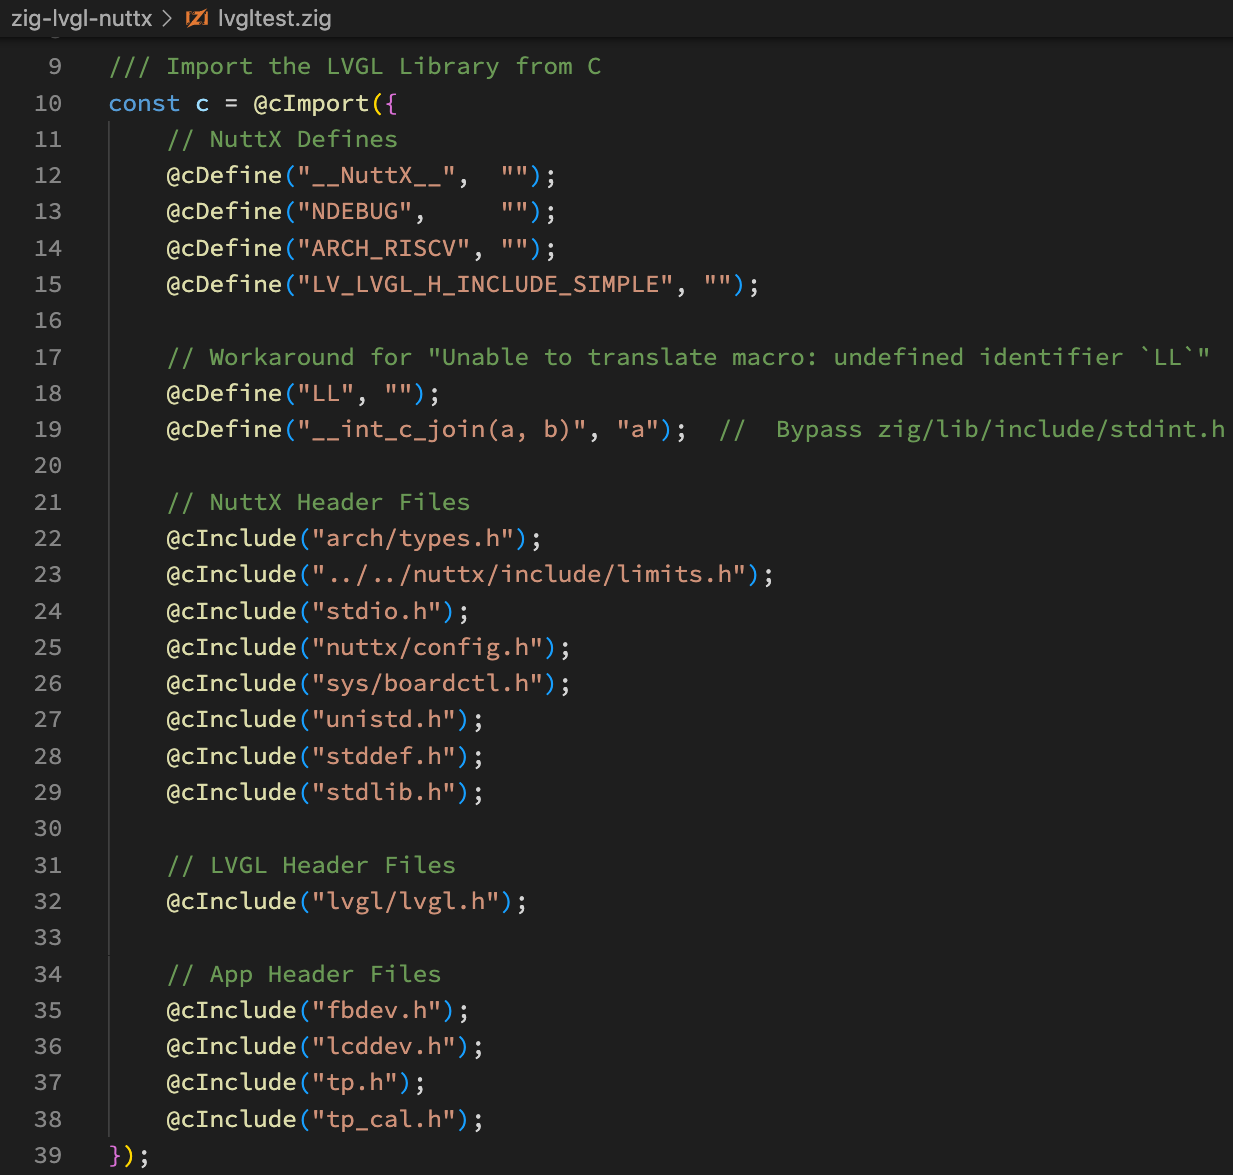 zig-lvgl-nuttx > lvgltest.zig
9 /// Import the LVGL Library from C
10 const c = @cImport({
11     // NuttX Defines
12     @cDefine("__NuttX__",  "");
13     @cDefine("NDEBUG",     "");
14     @cDefine("ARCH_RISCV", "");
15     @cDefine("LV_LVGL_H_INCLUDE_SIMPLE", "");
16
17     // Workaround for "Unable to translate macro: undefined identifier `LL`"
18     @cDefine("LL", "");
19     @cDefine("__int_c_join(a, b)", "a");  //  Bypass zig/lib/include/stdint.h
20
21     // NuttX Header Files
22     @cInclude("arch/types.h");
23     @cInclude("../../nuttx/include/limits.h");
24     @cInclude("stdio.h");
25     @cInclude("nuttx/config.h");
26     @cInclude("sys/boardctl.h");
27     @cInclude("unistd.h");
28     @cInclude("stddef.h");
29     @cInclude("stdlib.h");
30
31     // LVGL Header Files
32     @cInclude("lvgl/lvgl.h");
33
34     // App Header Files
35     @cInclude("fbdev.h");
36     @cInclude("lcddev.h");
37     @cInclude("tp.h");
38     @cInclude("tp_cal.h");
39 });